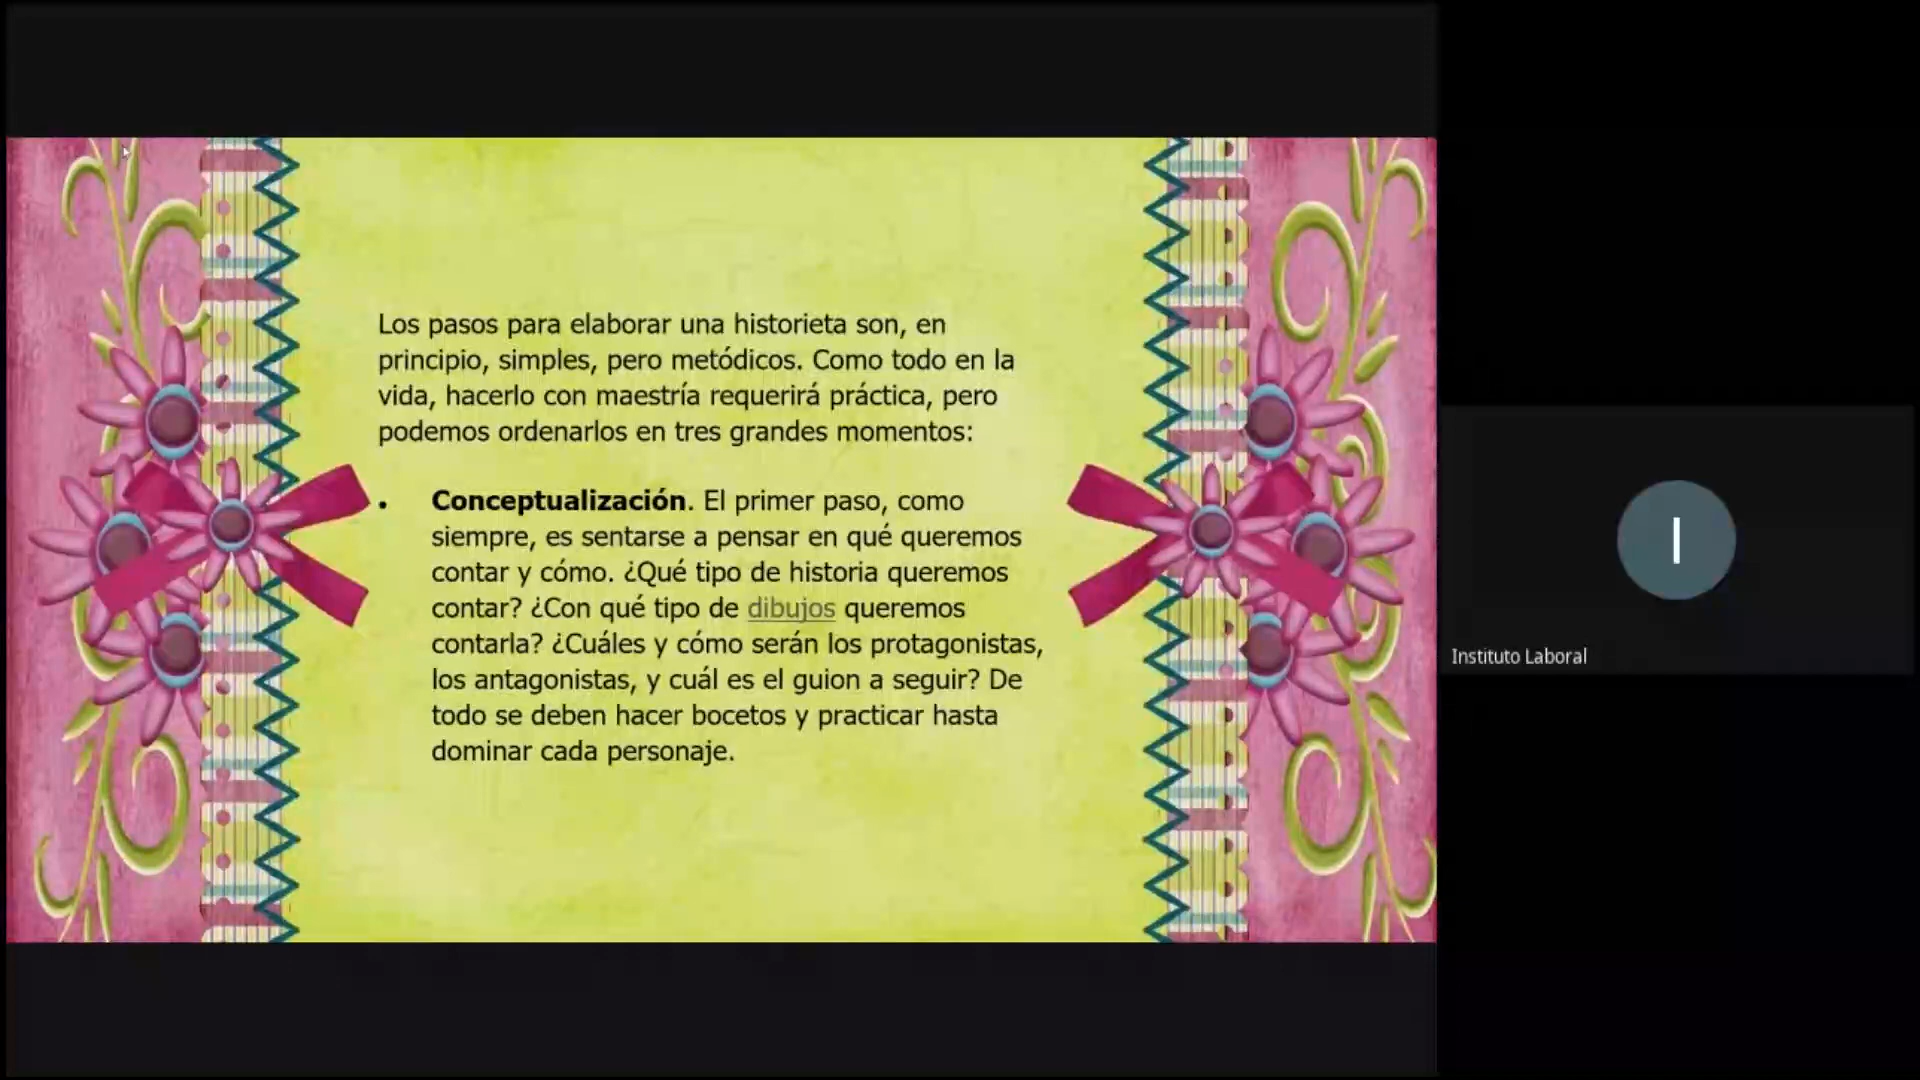 Los pasos para elaborar una historieta son, en
principio, simples, pero metódicos. Como todo en la
vida, hacerlo con maestría requerirá práctica, pero
podemos ordenarlos en tres grandes momentos:
• Conceptualización. El primer paso, como
siempre, es sentarse a pensar en qué queremos
contar y cómo. ¿Qué tipo de historia queremos
contar? ¿Con qué tipo de dibujos queremos
contarla? ¿Cuáles y cómo serán los protagonistas,
los antagonistas, y cuál es el guion a seguir? De
todo se deben hacer bocetos y practicar hasta
dominar cada personaje.
I
Instituto Laboral